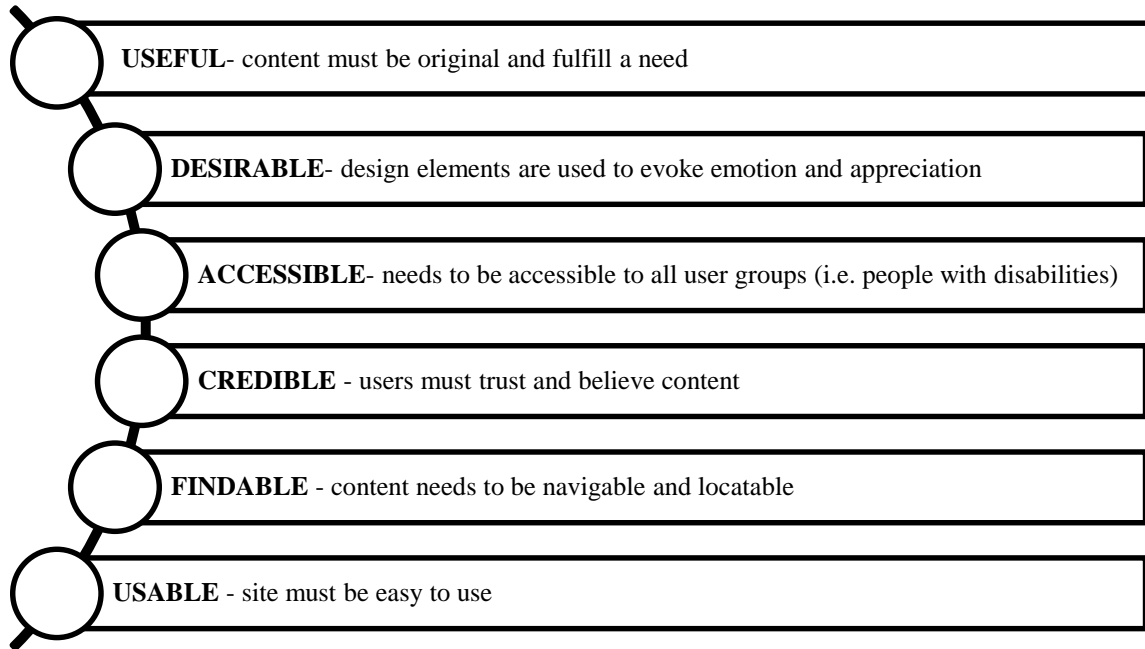 USEFUL- content must be original and fulfill a need
DESIRABLE- design elements are used to evoke emotion and appreciation
ACCESSIBLE- needs to be accessible to all user groups (i.e. people with disabilities)
CREDIBLE - users must trust and believe content
FINDABLE - content needs to be navigable and locatable
USABLE - site must be easy to use